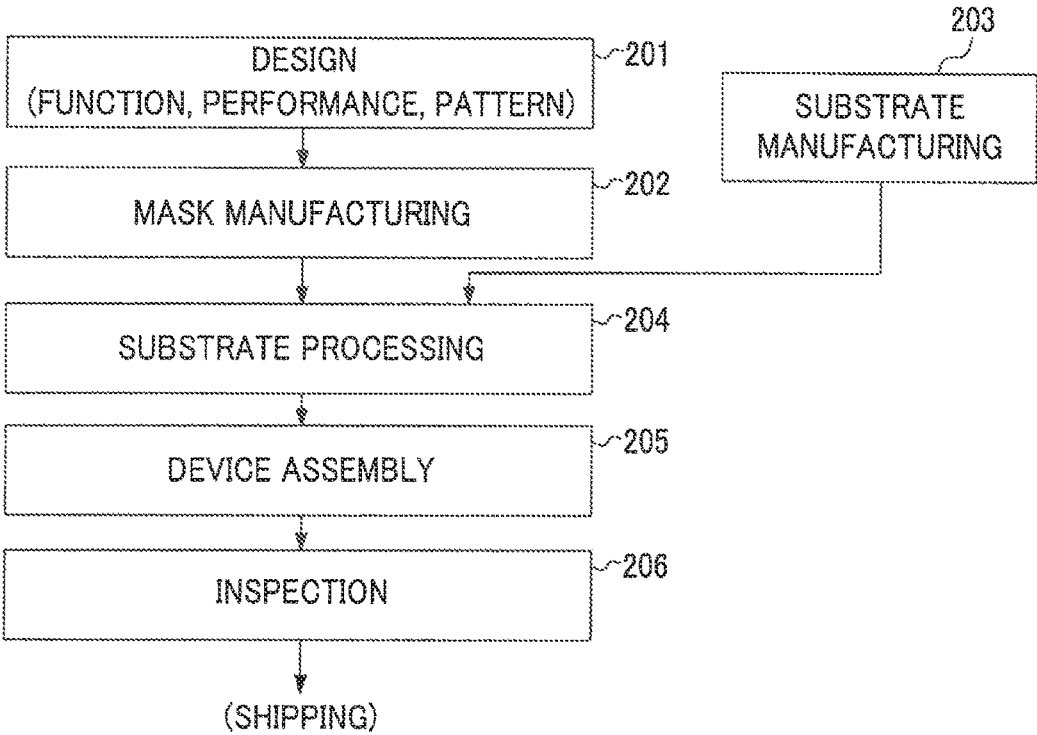 DESIGN
(FUNCTION, PERFORMANCE, PATTERN)
201
203
SUBSTRATE
MANUFACTURING
MASK MANUFACTURING
202
SUBSTRATE PROCESSING
204
DEVICE ASSEMBLY
205
INSPECTION
206
(SHIPPING)